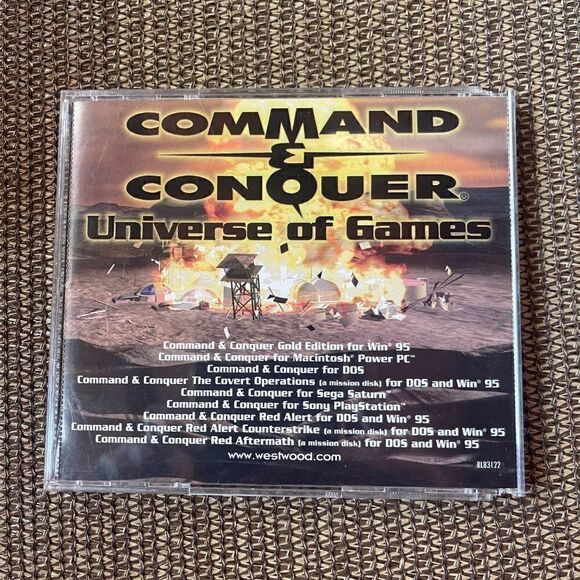 COMMAND
&
CONQUER®
Universe of Games
Command & Conquer Gold Edition for Win® 95
Command & Conquer for Macintosh® Power PC™
Command & Conquer for DOS
Command & Conquer The Covert Operations (a mission disk) for DOS and Win® 95
Command & Conquer for Sega Saturn™
Command & Conquer for Sony PlayStation™
Command & Conquer Red Alert for DOS and Win® 95
Command & Conquer Red Alert Counterstrike (a mission disk) for DOS and Win® 95
Command & Conquer Red Aftermath (a mission disk) for DOS and Win® 95
www.westwood.com
BLB3122